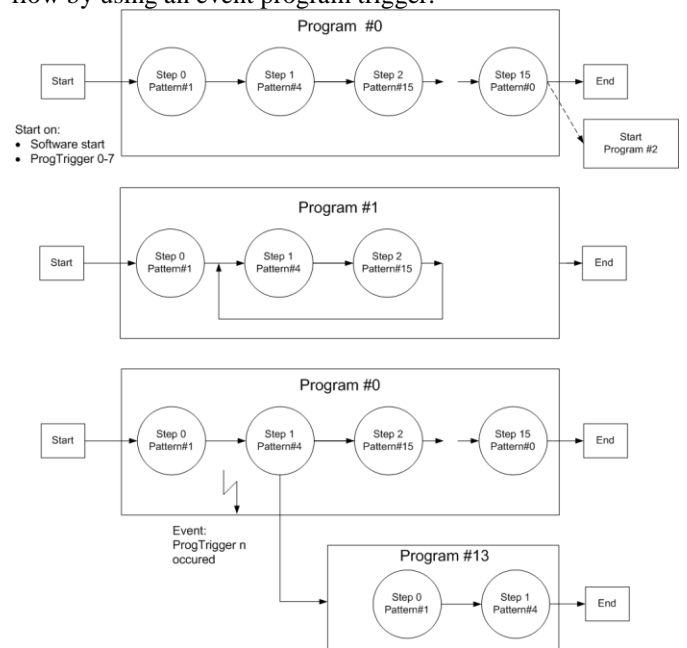 flow by using an event program trigger.
Program #0
Start
Step 0
Pattern#1
Step 1
Pattern#4
Step 2
Pattern#15
Step 15
Pattern#0
End
Start on:
• Software start
• ProgTrigger 0-7
Start
Program #2
Program #1
Start
Step 0
Pattern#1
Step 1
Pattern#4
Step 2
Pattern#15
End
Program #0
Start
Step 0
Pattern#1
Step 1
Pattern#4
Step 2
Pattern#15
Step 15
Pattern#0
End
Event:
ProgTrigger n
occured
Program #13
Step 0
Pattern#1
Step 1
Pattern#4
End